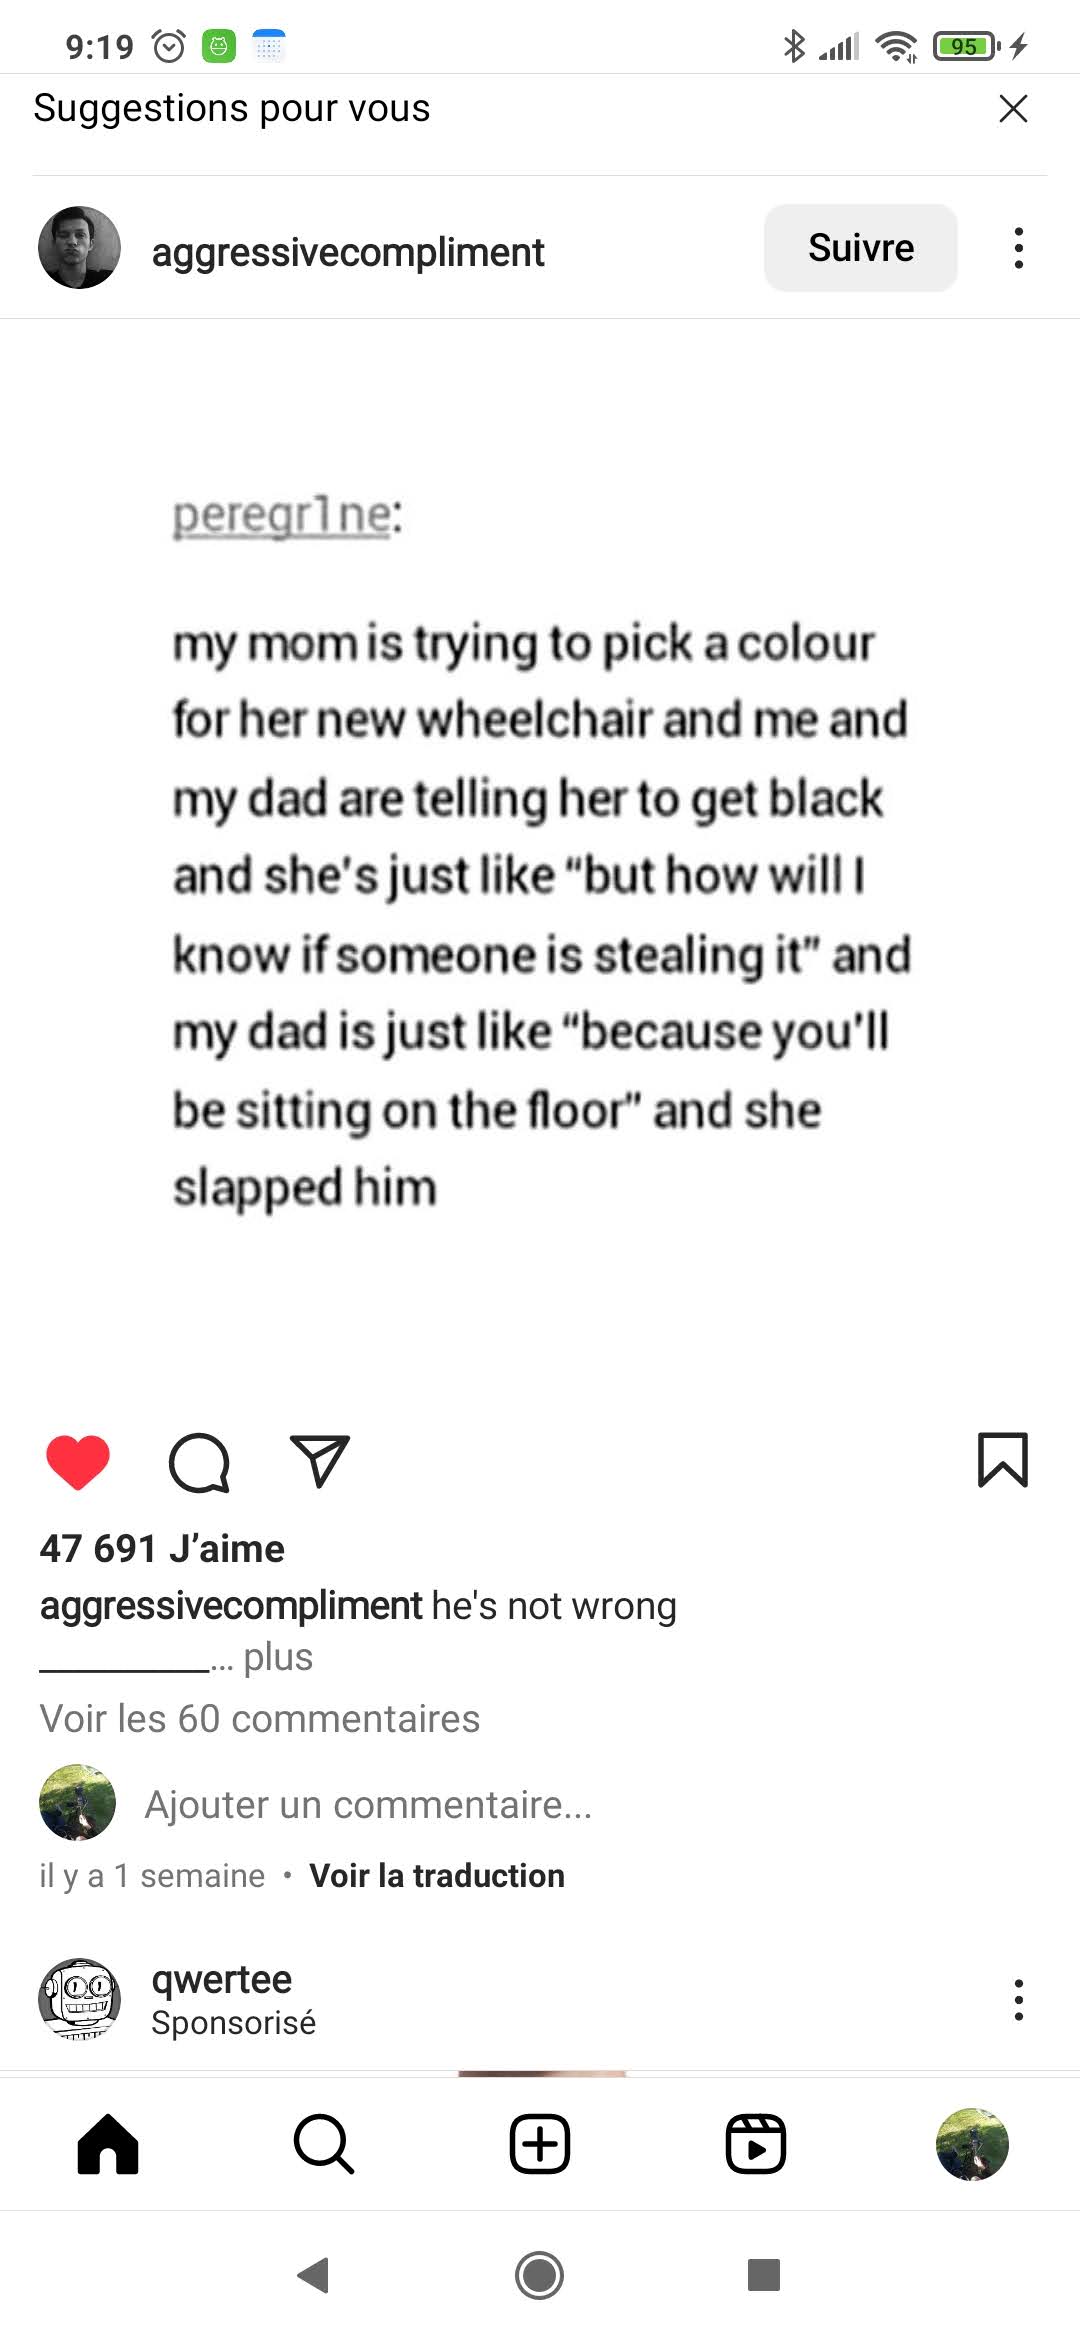 9:19
95
Suggestions pour vous
aggressivecompliment
Suivre
peregr1ne:
my mom is trying to pick a colour
for her new wheelchair and me and
my dad are telling her to get black
and she's just like “but how will I
know if someone is stealing it” and
my dad is just like “because you'll
be sitting on the floor” and she
slapped him
47 691 J’aime
aggressivecompliment he's not wrong
_________... plus
Voir les 60 commentaires
Ajouter un commentaire...
il y a 1 semaine • Voir la traduction
qwertee
Sponsorisé